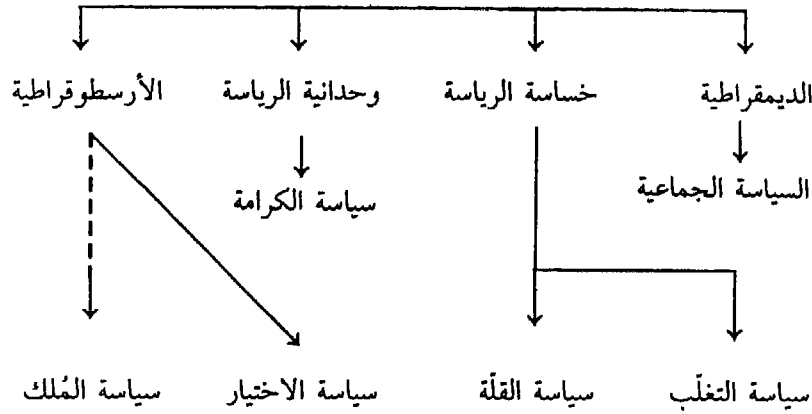 الديمقراطية خساسة الرياسة وحدانية الرياسة الأرسطوقراطية
السياسة الجماعية سياسة الكرامة
سياسة التغلّب سياسة القلّة سياسة الاختيار سياسة المُلك